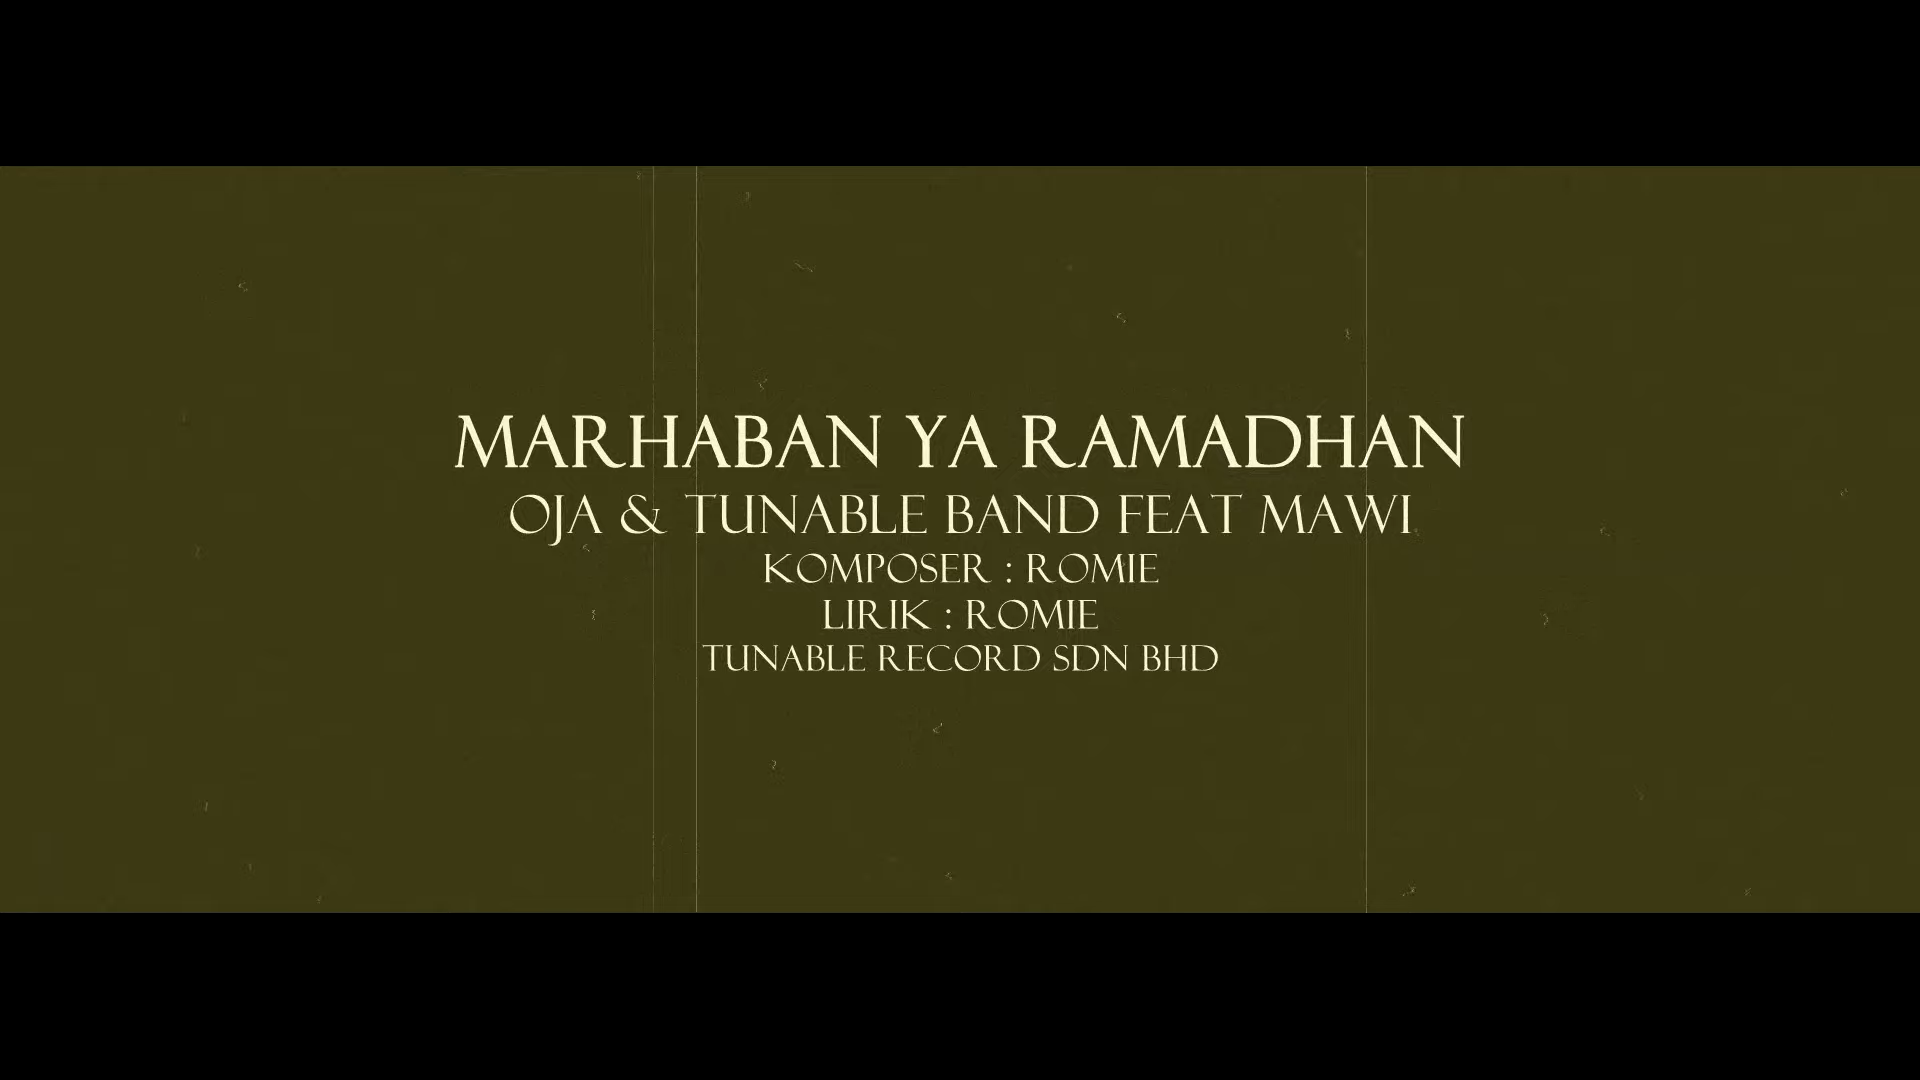 MARHABAN YA RAMADHAN
OJA & TUNABLE BAND FEAT MAWI
KOMPOSER : ROMIE
LIRIK : ROMIE
TUNABLE RECORD SDN BHD